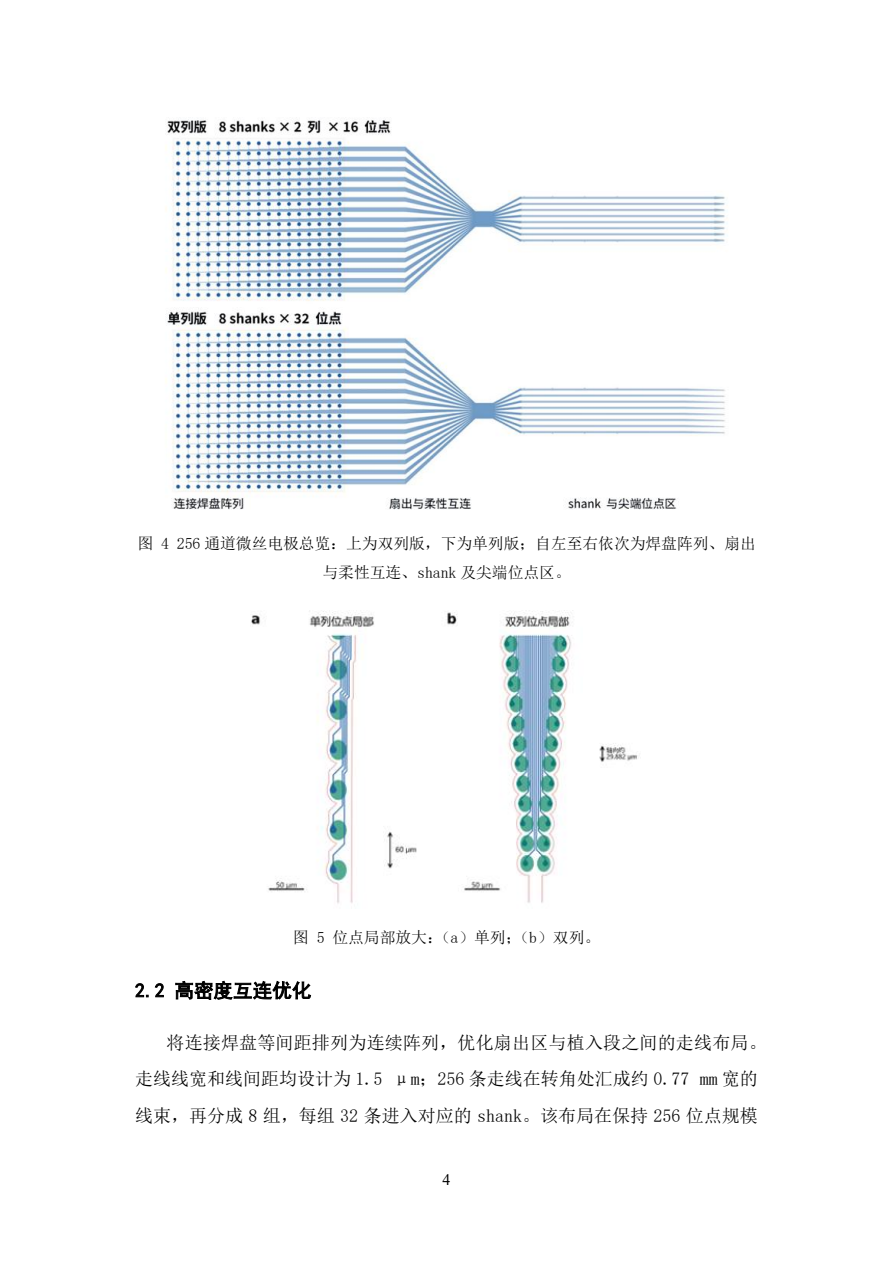 双列版 8 shanks × 2 列 × 16 位点
单列版 8 shanks × 32 位点
连接焊盘阵列 扇出与柔性互连 shank 与尖端位点区
图 4 256 通道微丝电极总览：上为双列版，下为单列版；自左至右依次为焊盘阵列、扇出
与柔性互连、shank 及尖端位点区。
a 单列位点局部 b 双列位点局部
轴向约
29.882 μm
60 μm
50 μm 50 μm
图 5 位点局部放大：（a）单列；（b）双列。
2.2 高密度互连优化
将连接焊盘等间距排列为连续阵列，优化扇出区与植入段之间的走线布局。
走线线宽和线间距均设计为 1.5 μm；256 条走线在转角处汇成约 0.77 mm 宽的
线束，再分成 8 组，每组 32 条进入对应的 shank。该布局在保持 256 位点规模
4